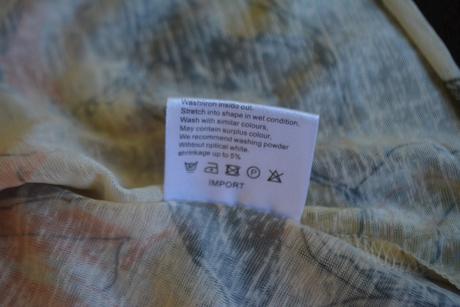 Wash/iron inside out.
Stretch into shape in wet condition.
Wash with similar colours.
May contain surplus colour.
We recommend washing powder
Without optical white.
shrinkage up to 5%
P
IMPORT